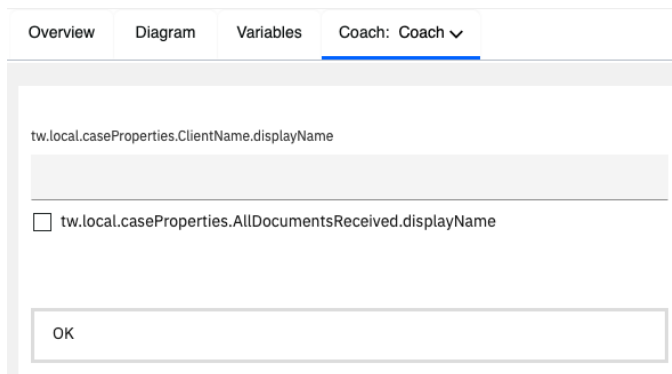 Overview Diagram Variables Coach: Coach
tw.local.caseProperties.ClientName.displayName
tw.local.caseProperties.AllDocumentsReceived.displayName
OK